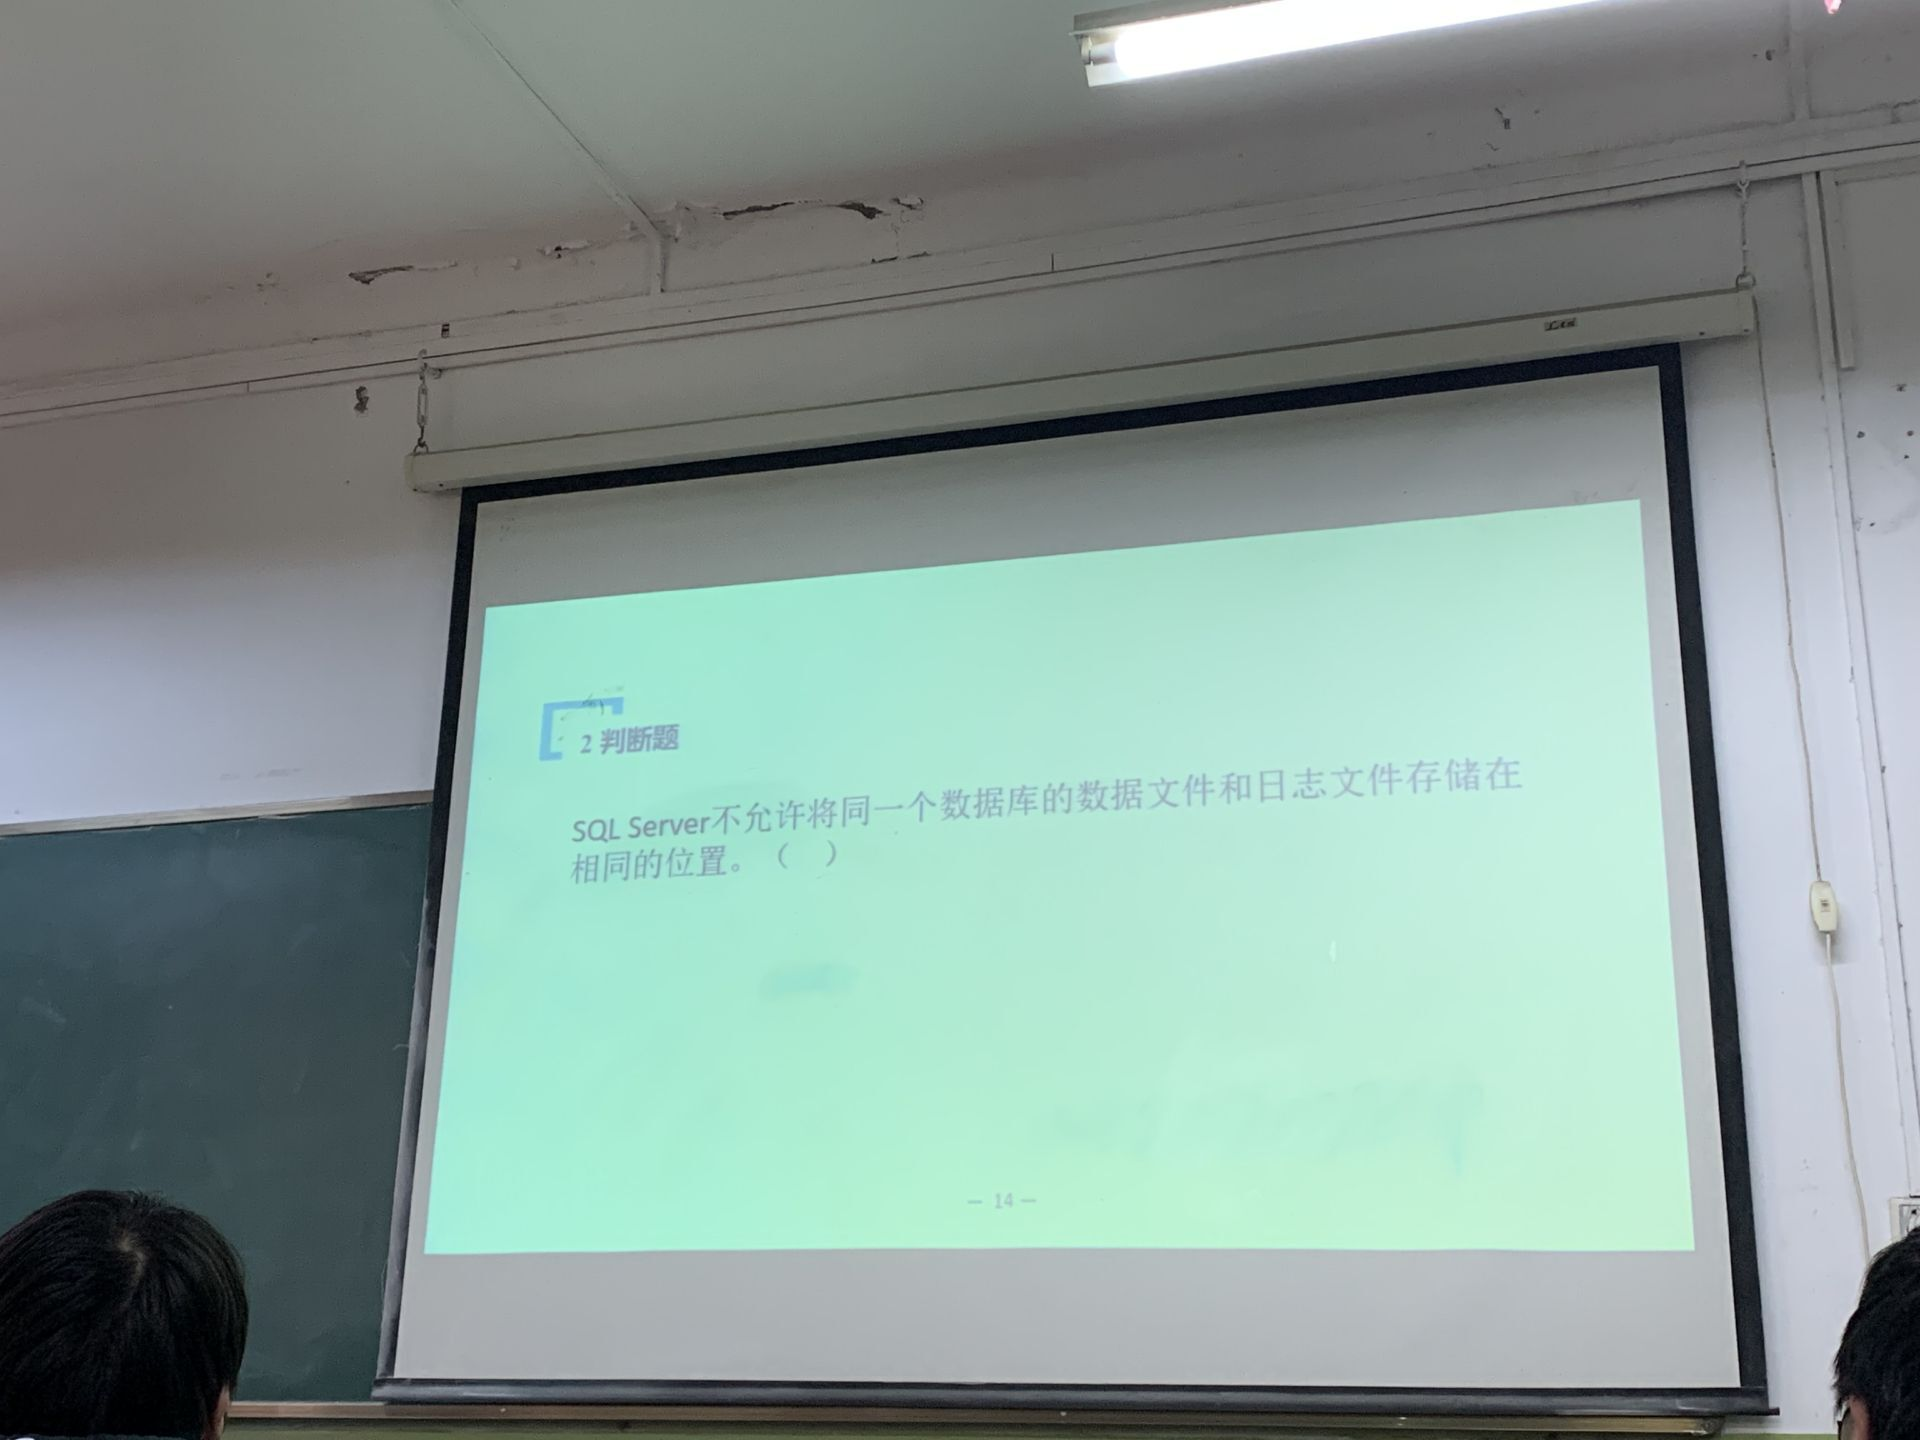 2 判断题
SQL Server不允许将同一个数据库的数据文件和日志文件存储在
相同的位置。（ ）
— 14 —